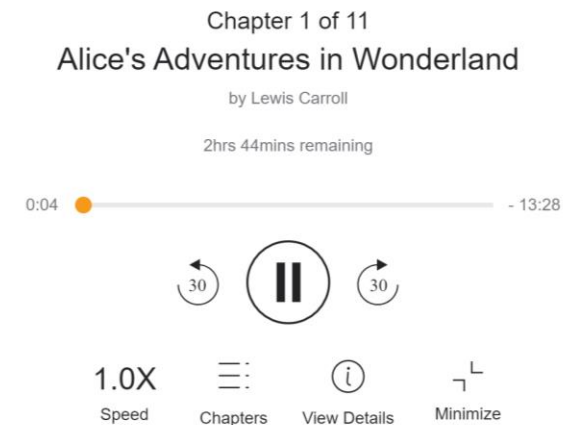 Chapter 1 of 11
Alice's Adventures in Wonderland
by Lewis Carroll
2hrs 44mins remaining
0:04 - 13:28
30 30
1.0X
Speed Chapters View Details Minimize